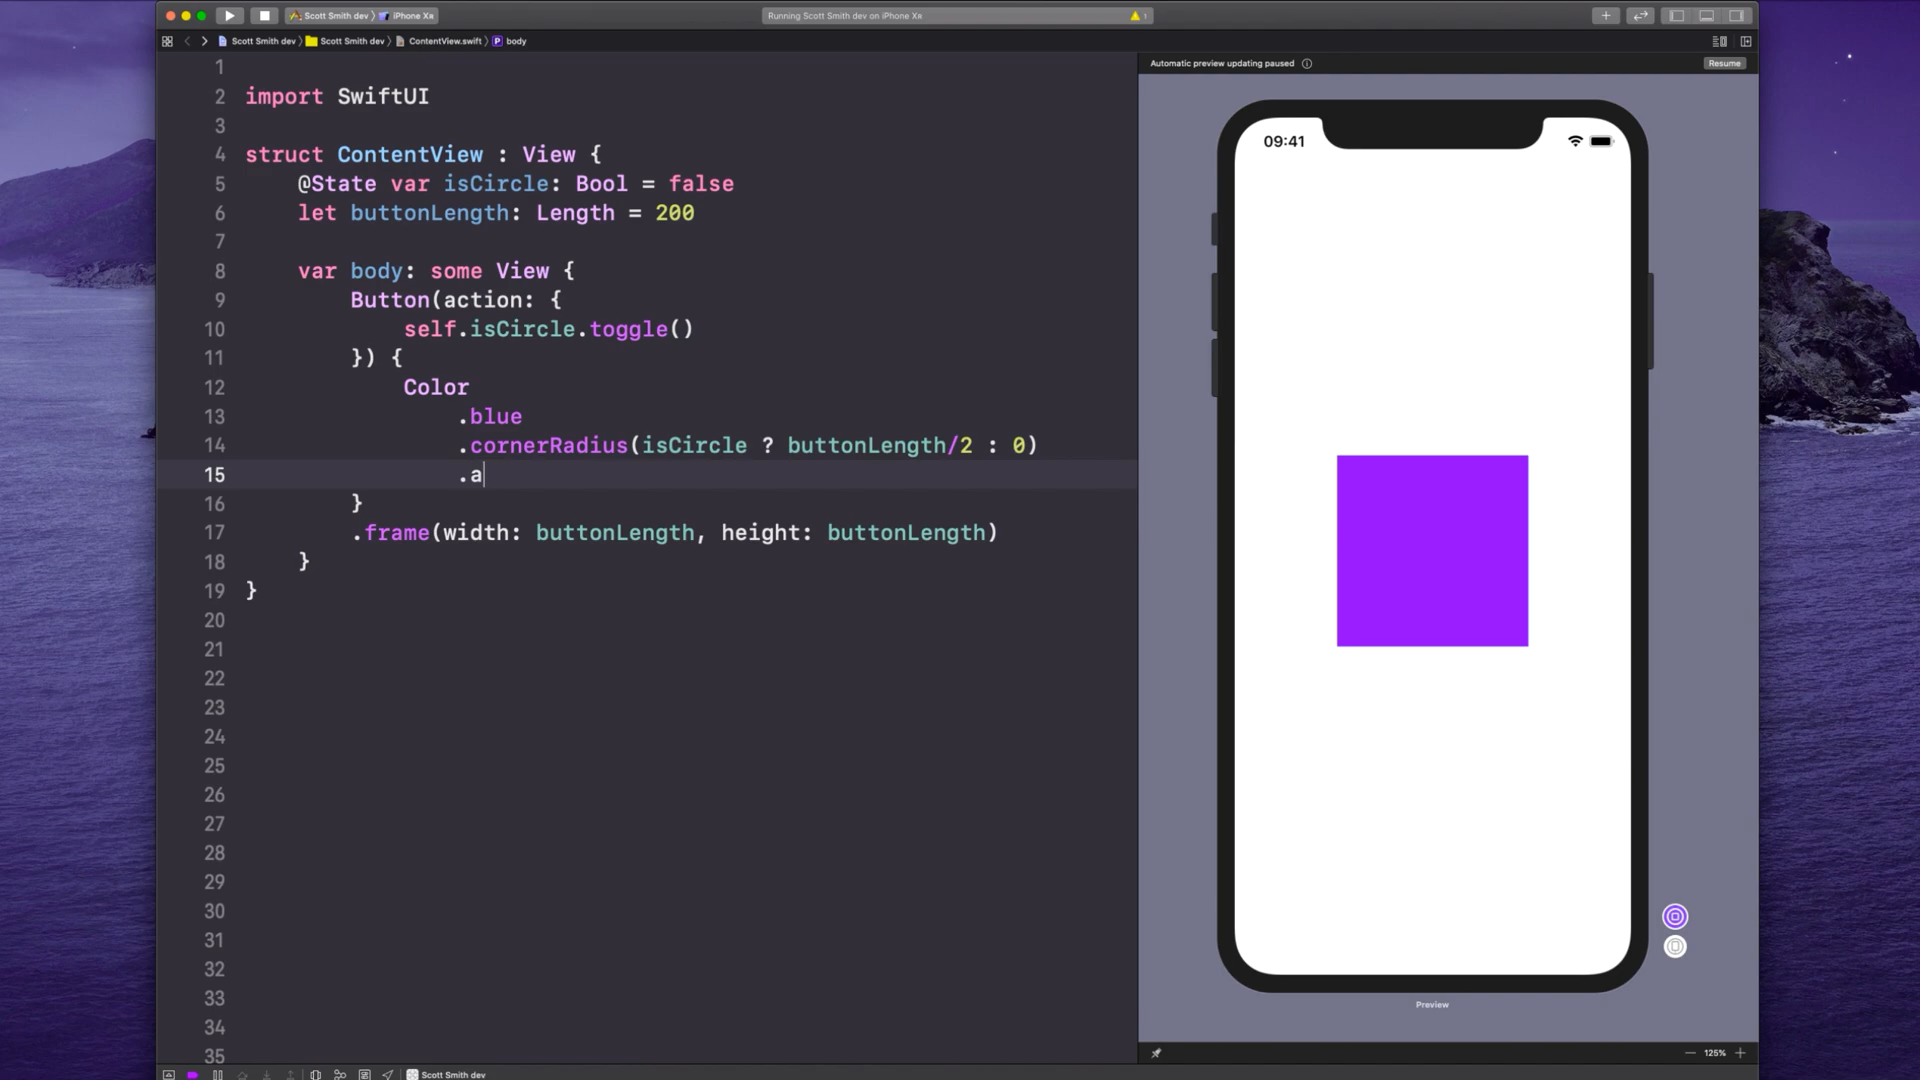 Scott Smith dev iPhone Xʀ
Running Scott Smith dev on iPhone Xʀ
1
Scott Smith dev Scott Smith dev ContentView.swift P body
Automatic preview updating paused
Resume
1
2 import SwiftUI
3
4 struct ContentView : View {
5 @State var isCircle: Bool = false
6 let buttonLength: Length = 200
7
8 var body: some View {
9 Button(action: {
10 self.isCircle.toggle()
11 }) {
12 Color
13 .blue
14 .cornerRadius(isCircle ? buttonLength/2 : 0)
15 .a
16 }
17 .frame(width: buttonLength, height: buttonLength)
18 }
19 }
20
21
22
23
24
25
26
27
28
29
30
31
32
33
34
35
09:41
Preview
125%
Scott Smith dev